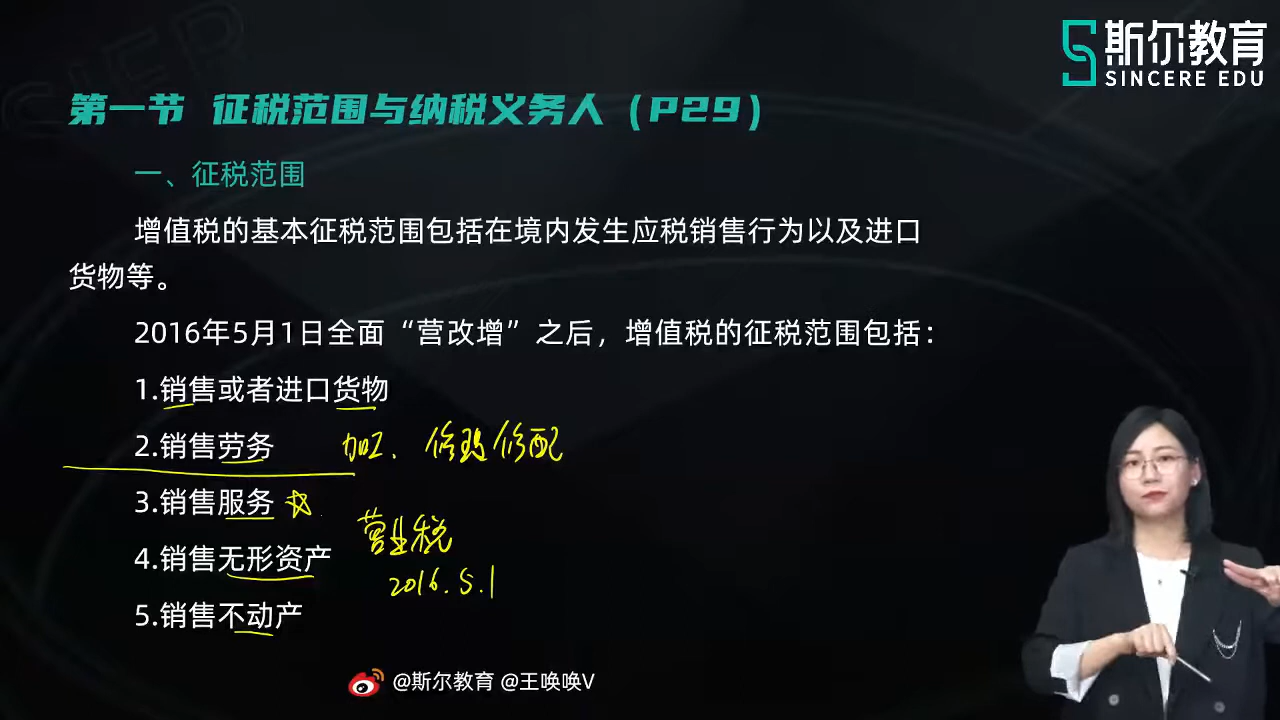 斯尔教育
SINCERE EDU
第一节 征税范围与纳税义务人（P29）
一、征税范围
增值税的基本征税范围包括在境内发生应税销售行为以及进口
货物等。
2016年5月1日全面“营改增”之后，增值税的征税范围包括：
1.销售或者进口货物
2.销售劳务 加工、修理修配
3.销售服务
营业税
4.销售无形资产
2016.5.1
5.销售不动产
@斯尔教育 @王唤唤V